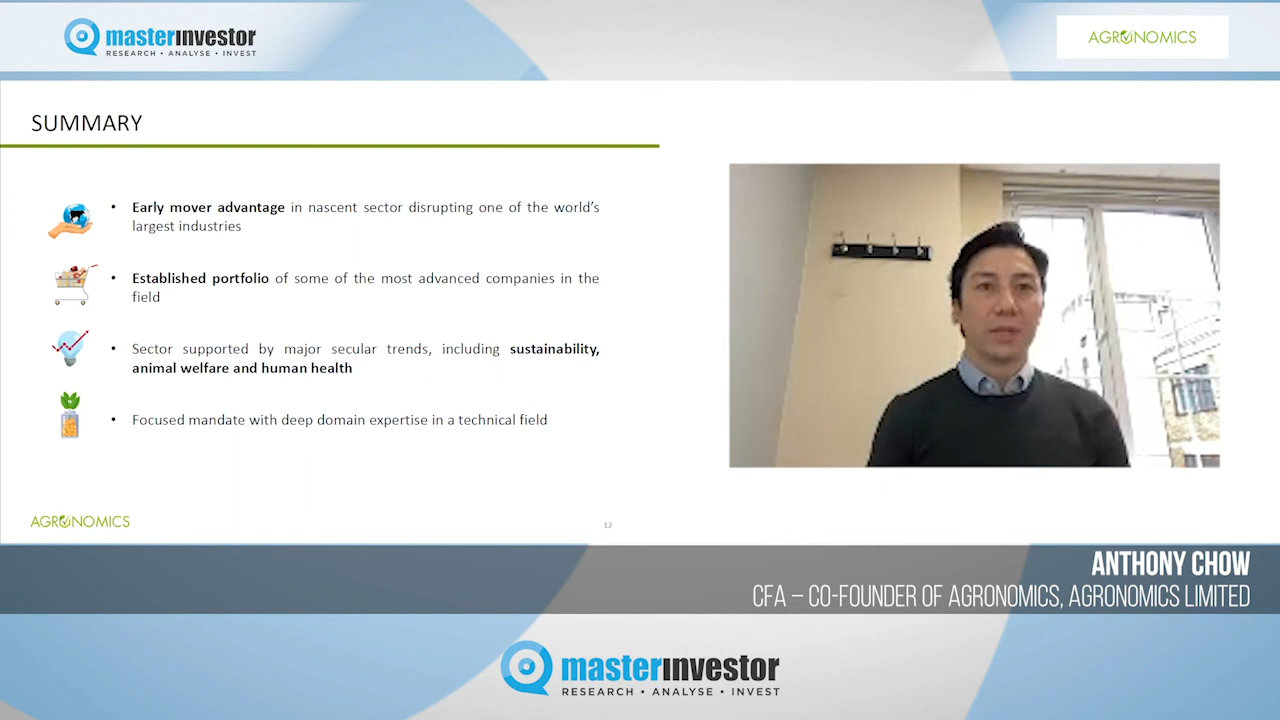 masterinvestor
RESEARCH • ANALYSE • INVEST
AGRONOMICS
SUMMARY
• Early mover advantage in nascent sector disrupting one of the world's
largest industries
• Established portfolio of some of the most advanced companies in the
field
• Sector supported by major secular trends, including sustainability,
animal welfare and human health
• Focused mandate with deep domain expertise in a technical field
AGRONOMICS
12
ANTHONY CHOW
CFA – CO-FOUNDER OF AGRONOMICS, AGRONOMICS LIMITED
masterinvestor
RESEARCH • ANALYSE • INVEST